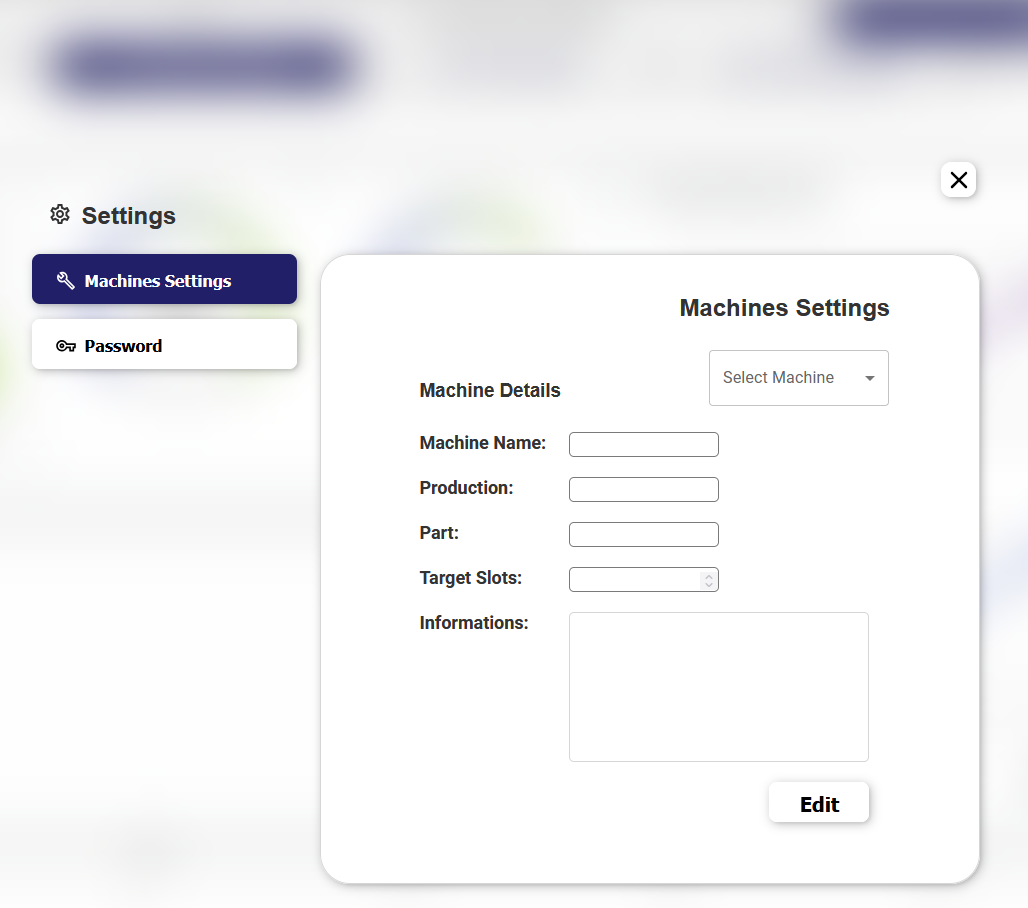 Settings
Machines Settings
Password
Machines Settings
Select Machine
Machine Details
Machine Name:
Production:
Part:
Target Slots:
Informations:
Edit